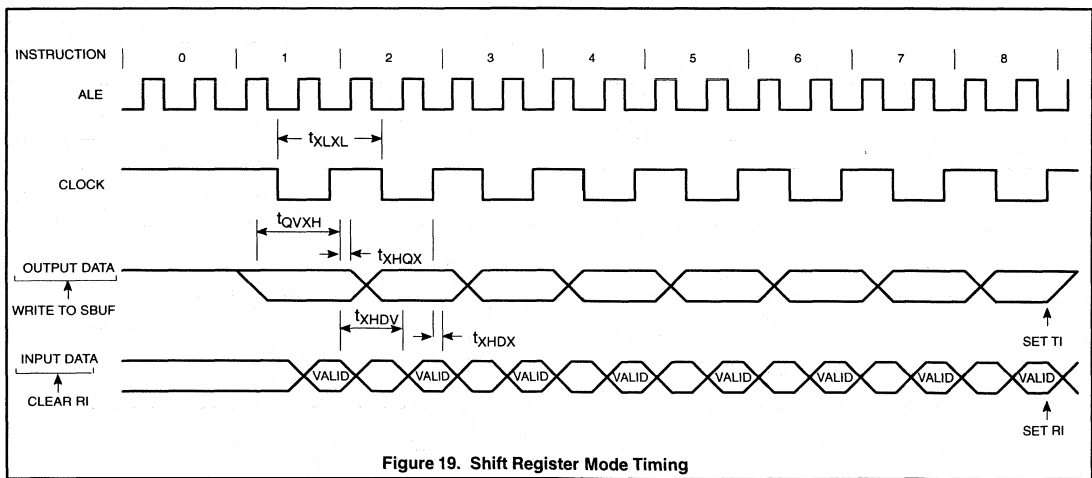 INSTRUCTION | 0 | 1 | 2 | 3 | 4 | 5 | 6 | 7 | 8 |
ALE
tXLXL
CLOCK
tQVXH
tXHQX
OUTPUT DATA
WRITE TO SBUF
tXHDV
tXHDX
SET TI
INPUT DATA
VALID VALID VALID VALID VALID VALID VALID VALID
CLEAR RI
SET RI
Figure 19. Shift Register Mode Timing